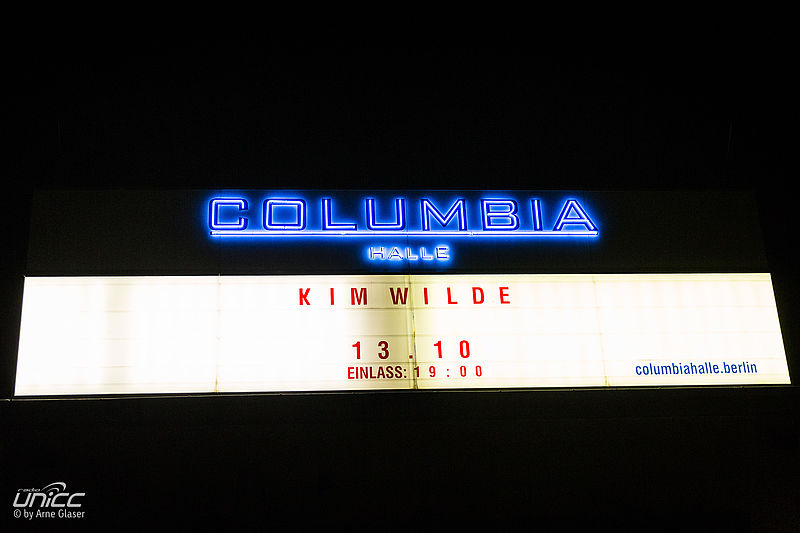 COLUMBIA
HALLE
KIM WILDE
13.10
EINLASS: 19:00
columbiahalle.berlin
radio
UNiCC
© by Arne Glaser